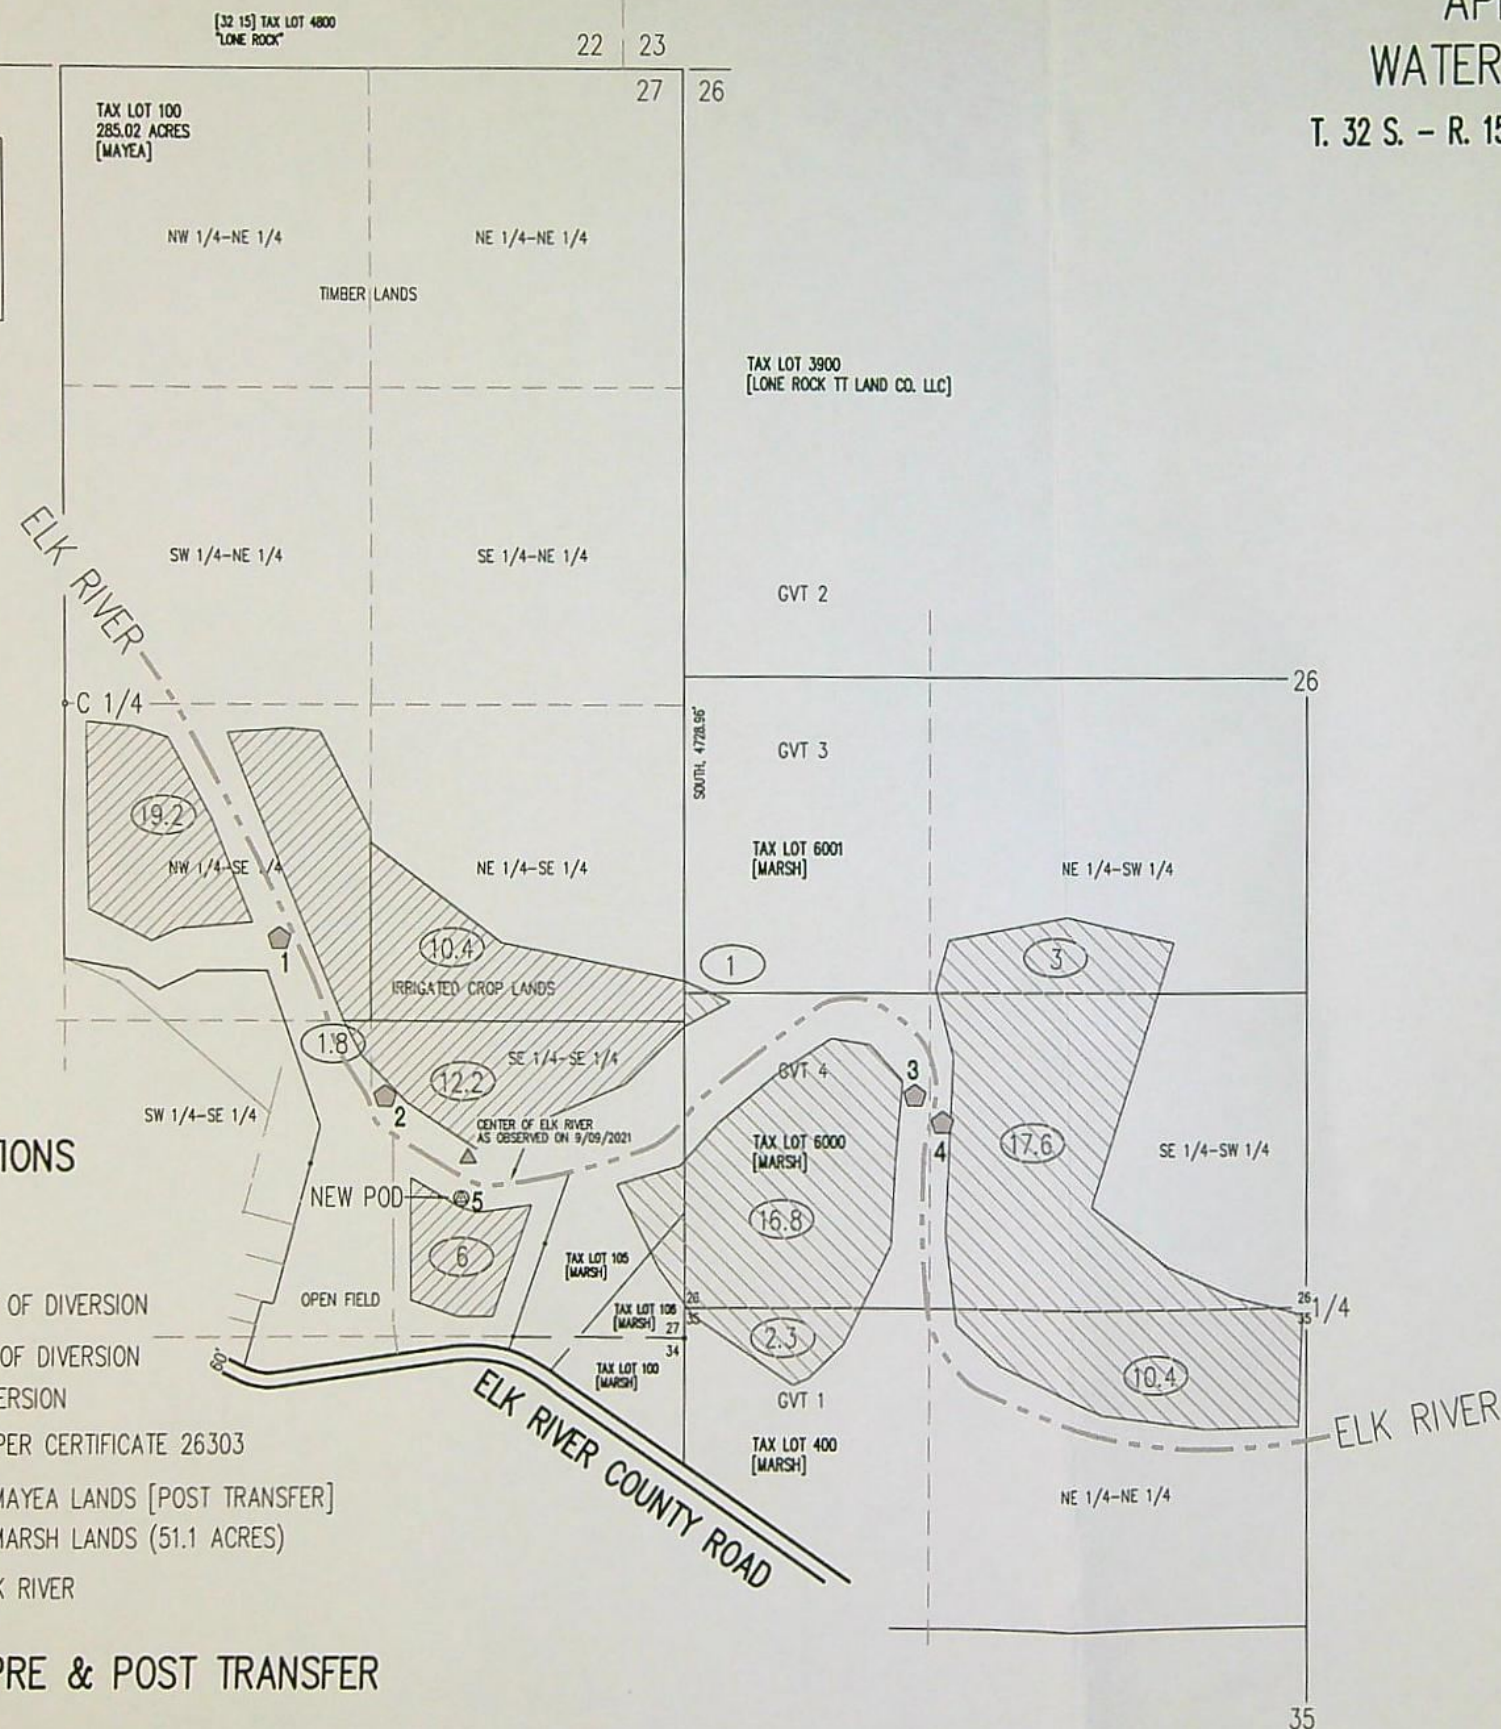 [32 15] TAX LOT 4800
"LONE ROCK"
22
23
27
26
WATER
T. 32 S. – R. 15
TAX LOT 100
285.02 ACRES
[MAYEA]
NW 1/4–NE 1/4
NE 1/4–NE 1/4
TIMBER LANDS
TAX LOT 3900
[LONE ROCK TT LAND CO. LLC]
ELK RIVER
SW 1/4–NE 1/4
SE 1/4–NE 1/4
GVT 2
26
C 1/4
SOUTH, 4728.96'
GVT 3
19.2
NW 1/4–SE 1/4
NE 1/4–SE 1/4
TAX LOT 6001
[MARSH]
NE 1/4–SW 1/4
10.4
1
3
1
IRRIGATED CROP LANDS
1.8
SE 1/4–SE 1/4
12.2
GVT 4
3
2
SW 1/4–SE 1/4
CENTER OF ELK RIVER
AS OBSERVED ON 9/09/2021
TAX LOT 6000
[MARSH]
4
17.6
SE 1/4–SW 1/4
IONS
NEW POD
5
16.8
6
TAX LOT 105
[MARSH]
OPEN FIELD
TAX LOT 106
[MARSH]
27
34
26
35
2.3
26
35
1/4
OF DIVERSION
OF DIVERSION
ERSION
60'
TAX LOT 100
[MARSH]
GVT 1
10.4
ELK RIVER
ELK RIVER COUNTY ROAD
TAX LOT 400
[MARSH]
PER CERTIFICATE 26303
MAYEA LANDS [POST TRANSFER]
MARSH LANDS (51.1 ACRES)
NE 1/4–NE 1/4
K RIVER
PRE & POST TRANSFER
35